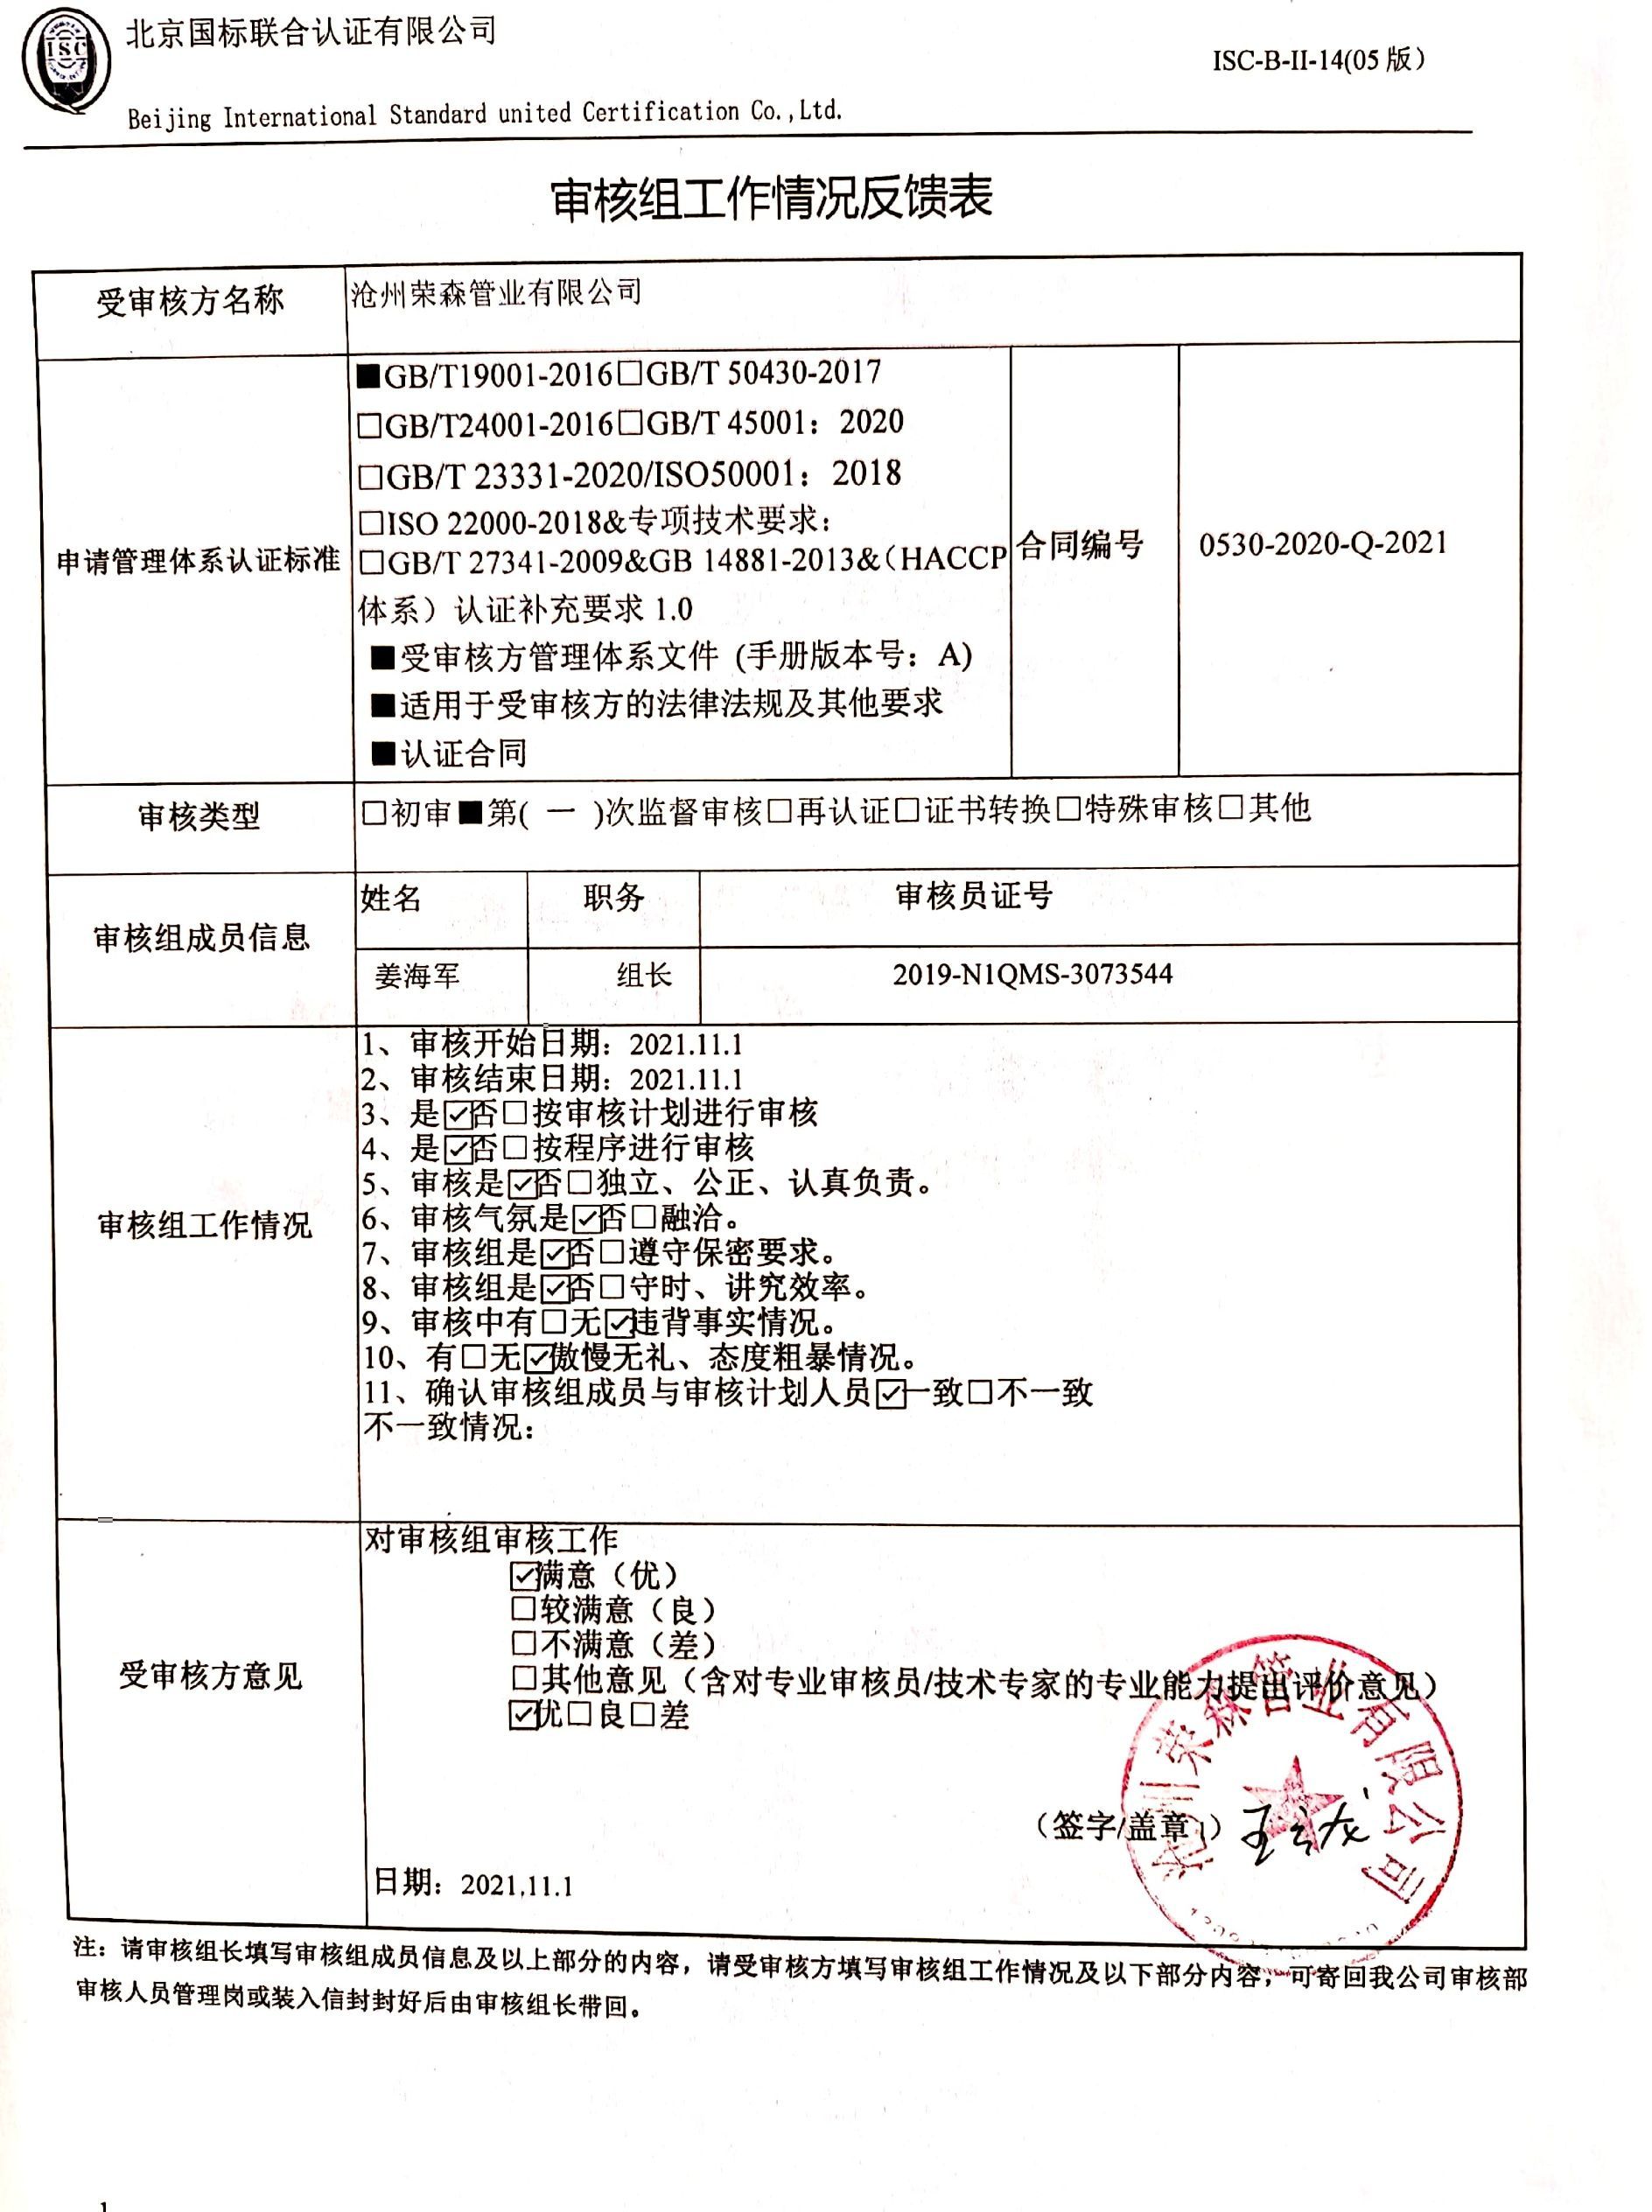 ISC
北京国标联合认证有限公司
ISC-B-II-14(05 版)
Beijing International Standard united Certification Co.,Ltd.
审核组工作情况反馈表
受审核方名称
沧州荣森管业有限公司
申请管理体系认证标准
■GB/T19001-2016□GB/T 50430-2017
□GB/T24001-2016□GB/T 45001：2020
□GB/T 23331-2020/ISO50001：2018
□ISO 22000-2018&专项技术要求：
□GB/T 27341-2009&GB 14881-2013&（HACCP
体系）认证补充要求 1.0
■受审核方管理体系文件 (手册版本号：A)
■适用于受审核方的法律法规及其他要求
■认证合同
合同编号
0530-2020-Q-2021
审核类型
□初审■第( 一 )次监督审核□再认证□证书转换□特殊审核□其他
审核组成员信息
姓名 职务 审核员证号
姜海军 组长 2019-N1QMS-3073544
审核组工作情况
1、审核开始日期：2021.11.1
2、审核结束日期：2021.11.1
3、是☑否□按审核计划进行审核
4、是☑否□按程序进行审核
5、审核是☑否□独立、公正、认真负责。
6、审核气氛是☑否□融洽。
7、审核组是☑否□遵守保密要求。
8、审核组是☑否□守时、讲究效率。
9、审核中有□无☑违背事实情况。
10、有□无☑傲慢无礼、态度粗暴情况。
11、确认审核组成员与审核计划人员☑一致□不一致
不一致情况：
受审核方意见
对审核组审核工作
☑满意（优）
□较满意（良）
□不满意（差）
□其他意见（含对专业审核员/技术专家的专业能力提出评价意见）
☑优□良□差
（签字/盖章）
沧州荣森管业有限公司
日期：2021,11.1
注：请审核组长填写审核组成员信息及以上部分的内容，请受审核方填写审核组工作情况及以下部分内容，可寄回我公司审核部
审核人员管理岗或装入信封封好后由审核组长带回。
1